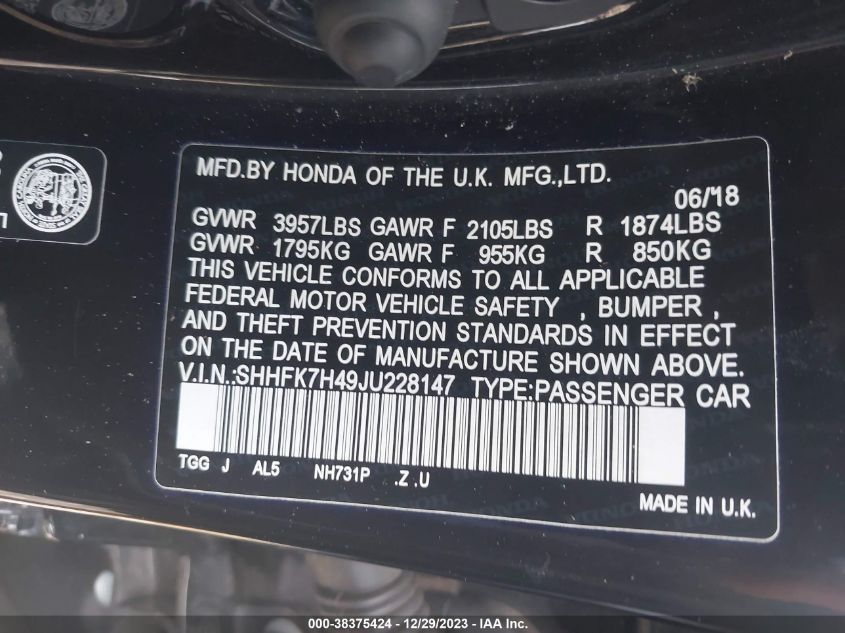 MFD.BY HONDA OF THE U.K. MFG.,LTD.
06/18
GVWR 3957LBS GAWR F 2105LBS R 1874LBS
GVWR 1795KG GAWR F 955KG R 850KG
THIS VEHICLE CONFORMS TO ALL APPLICABLE
FEDERAL MOTOR VEHICLE SAFETY , BUMPER ,
AND THEFT PREVENTION STANDARDS IN EFFECT
ON THE DATE OF MANUFACTURE SHOWN ABOVE.
V.I.N.:SHHFK7H49JU228147 TYPE:PASSENGER CAR
TGG J AL5 NH731P .Z .U
MADE IN U.K.
000-38375424 - 12/29/2023 - IAA Inc.